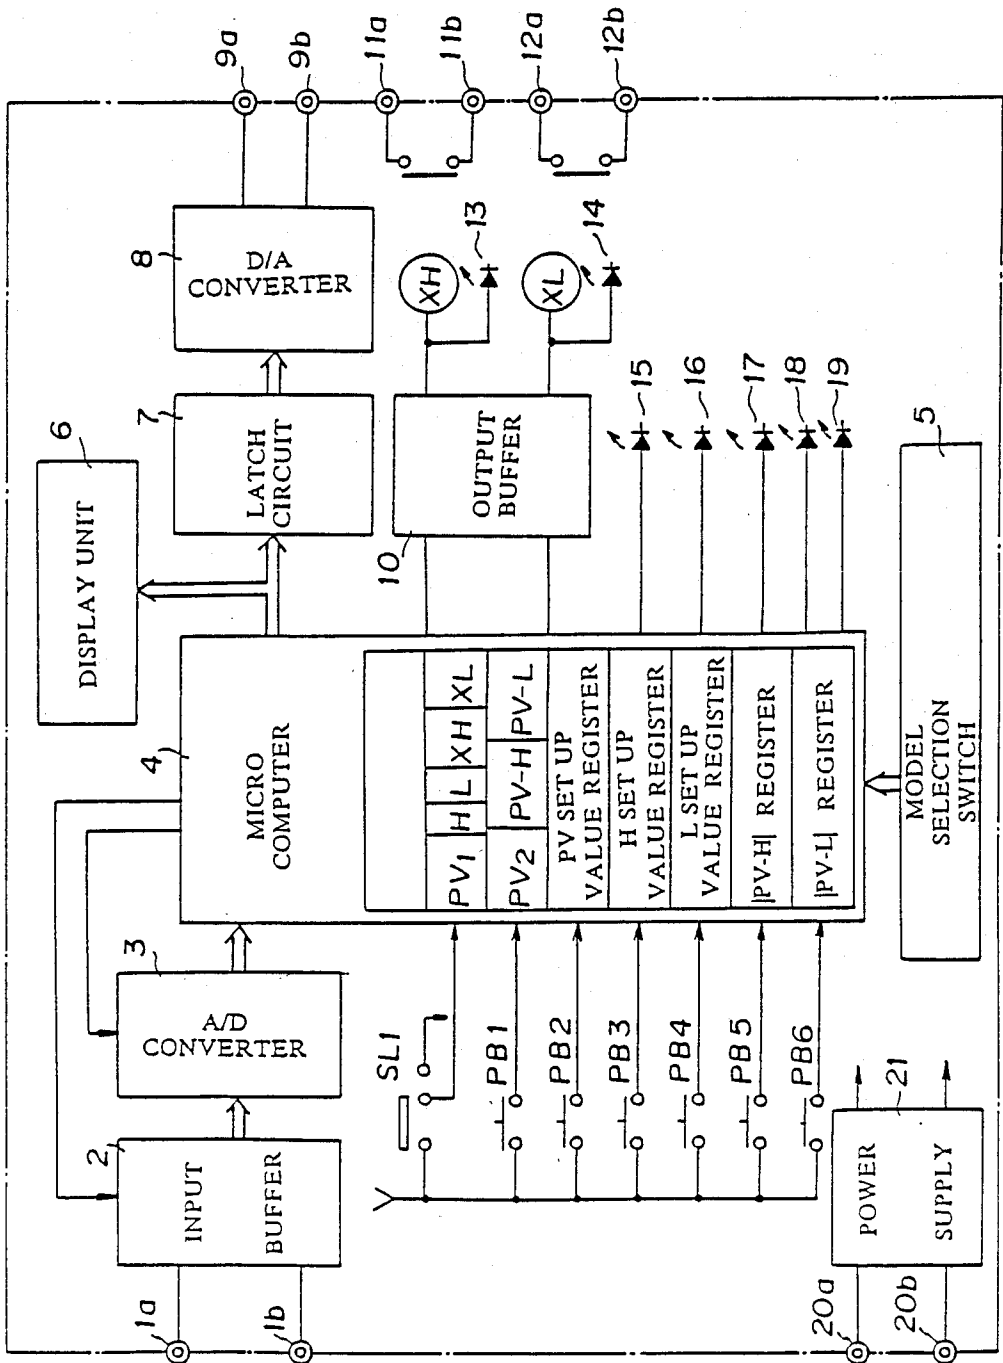 1a
1b
2
INPUT
BUFFER
3
A/D
CONVERTER
4
MICRO
COMPUTER
6
DISPLAY UNIT
7
LATCH
CIRCUIT
8
D/A
CONVERTER
9a
9b
11a
11b
12a
12b
10
OUTPUT
BUFFER
XH
13
XL
14
15
16
17
18
19
PV1 H L XH XL
PV2 PV-H PV-L
PV SET UP
VALUE REGISTER
H SET UP
VALUE REGISTER
L SET UP
VALUE REGISTER
|PV-H| REGISTER
|PV-L| REGISTER
SL1
PB1
PB2
PB3
PB4
PB5
PB6
20a
20b
21
POWER
SUPPLY
5
MODEL
SELECTION
SWITCH